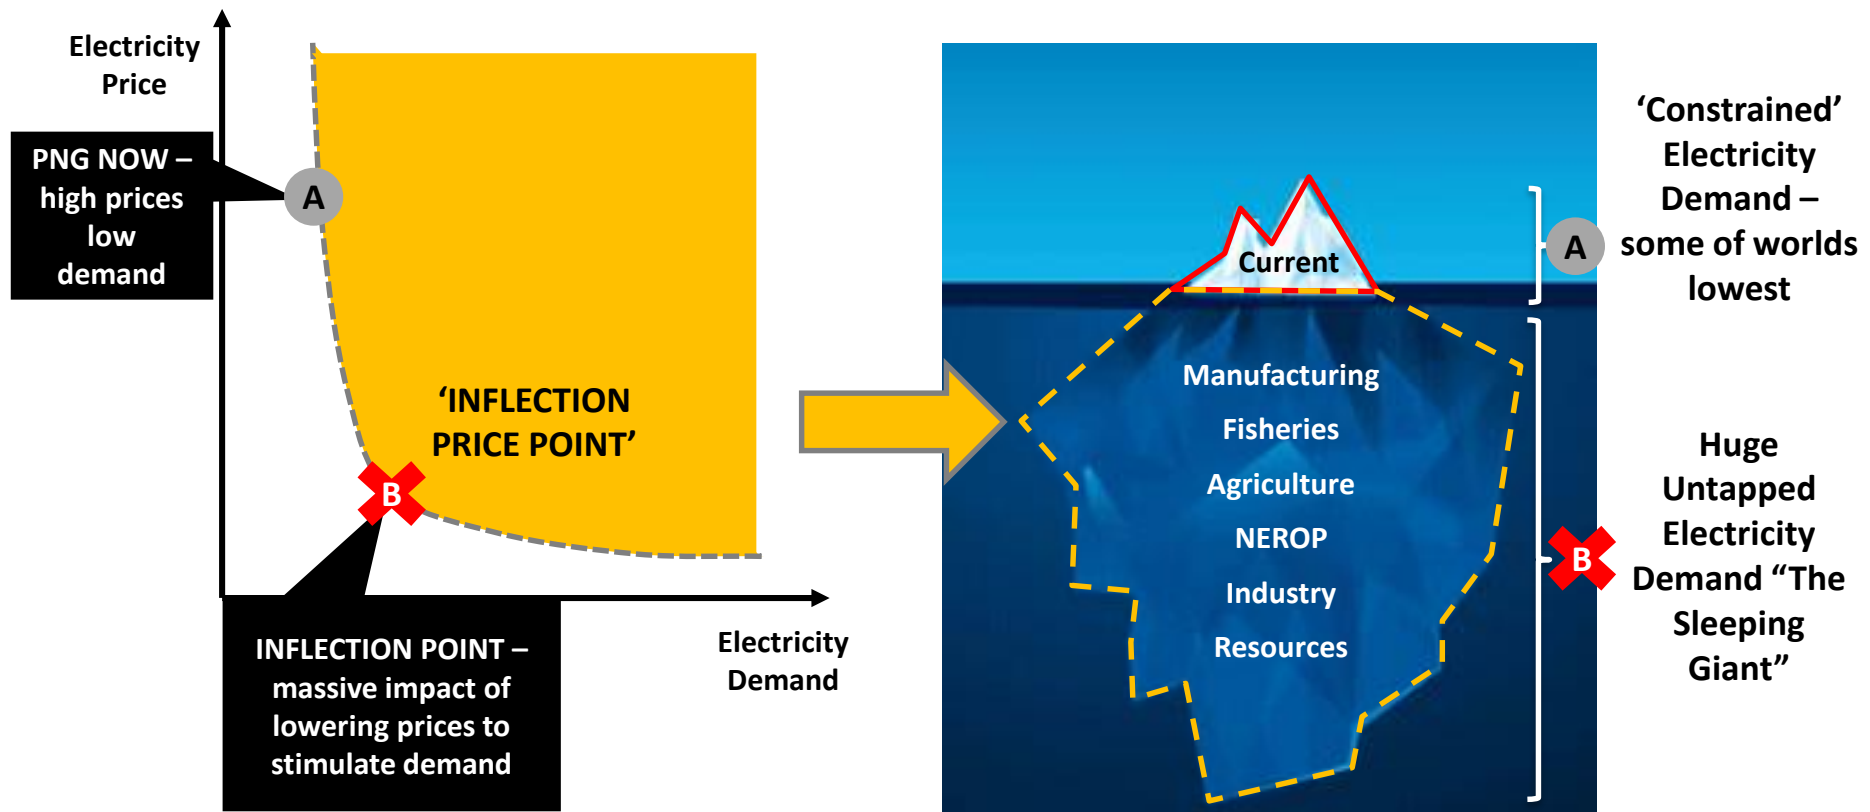 Electricity
Price
PNG NOW –
high prices
low
demand
A
‘INFLECTION
PRICE POINT’
B
INFLECTION POINT –
massive impact of
lowering prices to
stimulate demand
Electricity
Demand
Current
Manufacturing
Fisheries
Agriculture
NEROP
Industry
Resources
A
‘Constrained’
Electricity
Demand –
some of worlds
lowest
B
Huge
Untapped
Electricity
Demand “The
Sleeping
Giant”